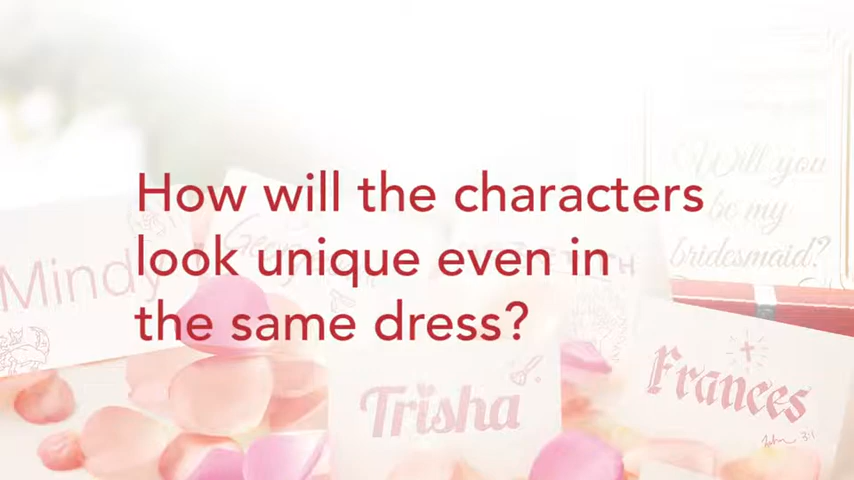 How will the characters
look unique even in
the same dress?
Will you
be my
bridesmaid?
Mindy
Trisha
Frances